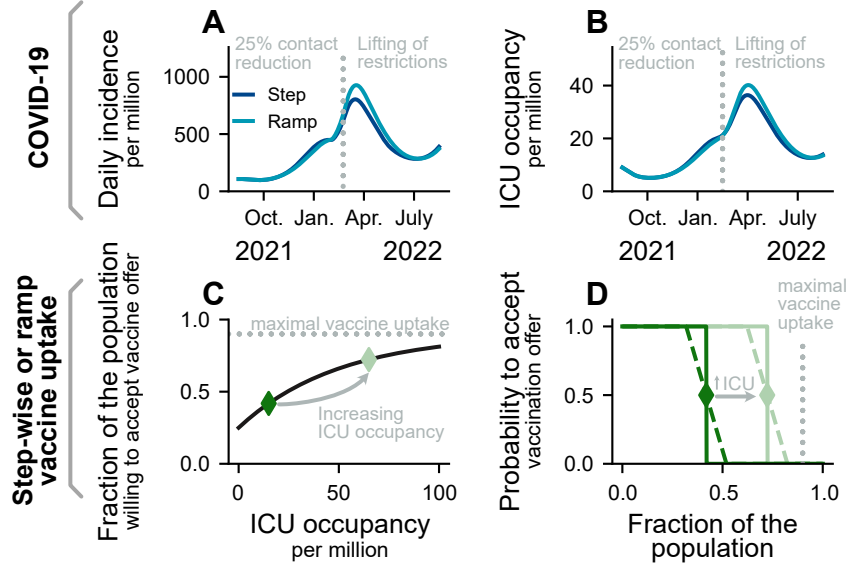 COVID-19
A
Daily incidence
per million
25% contact
reduction
Lifting of
restrictions
1000
500
0
Step
Ramp
Oct.
Jan.
Apr.
July
2021
2022
B
ICU occupancy
per million
25% contact
reduction
Lifting of
restrictions
40
20
0
Oct.
Jan.
Apr.
July
2021
2022
Step-wise or ramp
vaccine uptake
C
Fraction of the population
willing to accept vaccine offer
maximal vaccine uptake
1.0
0.5
0.0
Increasing
ICU occupancy
0
50
100
ICU occupancy
per million
D
Probability to accept
vaccination offer
maximal
vaccine
uptake
1.0
0.5
0.0
↑ ICU
0.0
0.5
1.0
Fraction of the
population